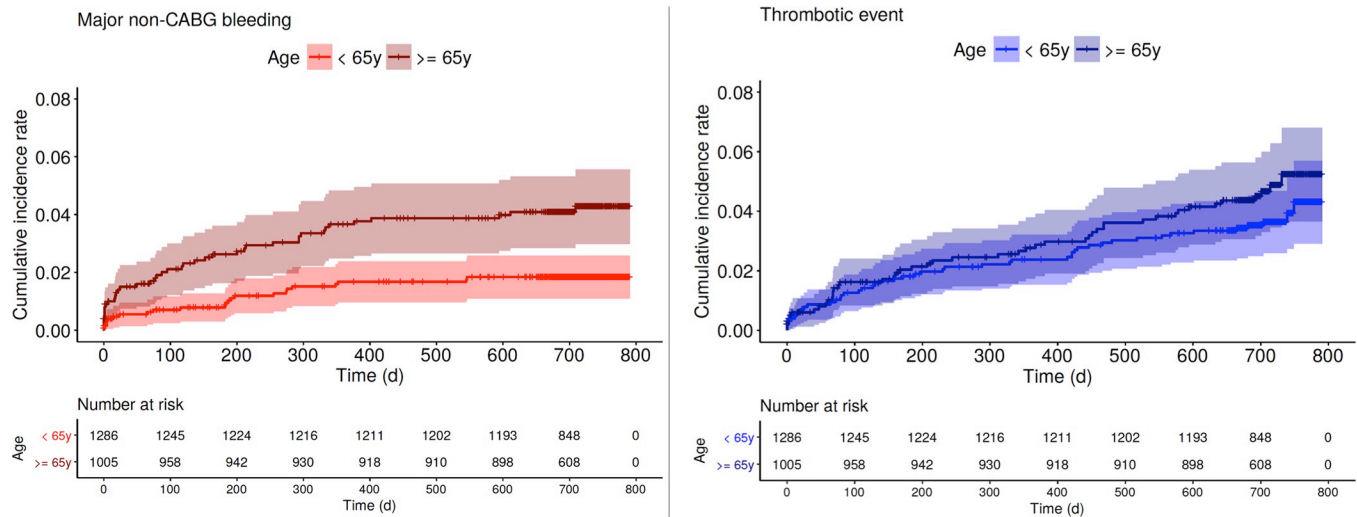 Major non-CABG bleeding
Age < 65y >= 65y
Cumulative incidence rate
0.08
0.06
0.04
0.02
0.00
0 100 200 300 400 500 600 700 800
Time (d)
Number at risk
Age
< 65y 1286 1245 1224 1216 1211 1202 1193 848 0
>= 65y 1005 958 942 930 918 910 898 608 0
0 100 200 300 400 500 600 700 800
Time (d)
Thrombotic event
Age < 65y >= 65y
Cumulative incidence rate
0.08
0.06
0.04
0.02
0.00
0 100 200 300 400 500 600 700 800
Time (d)
Number at risk
Age
< 65y 1286 1245 1224 1216 1211 1202 1193 848 0
>= 65y 1005 958 942 930 918 910 898 608 0
0 100 200 300 400 500 600 700 800
Time (d)